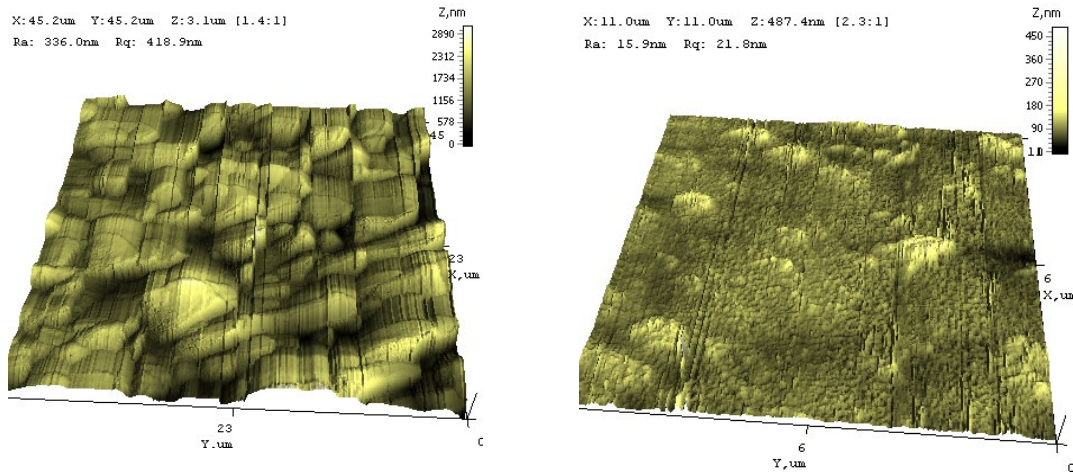 X:45.2um Y:45.2um Z:3.1um [1.4:1]
Ra: 336.0nm Rq: 418.9nm
Z,nm
2890
2312
1734
1156
578
45
0
23
X,um
23
Y.um
0
X:11.0um Y:11.0um Z:487.4nm [2.3:1]
Ra: 15.9nm Rq: 21.8nm
Z,nm
450
360
270
180
90
6
X,um
6
Y,um